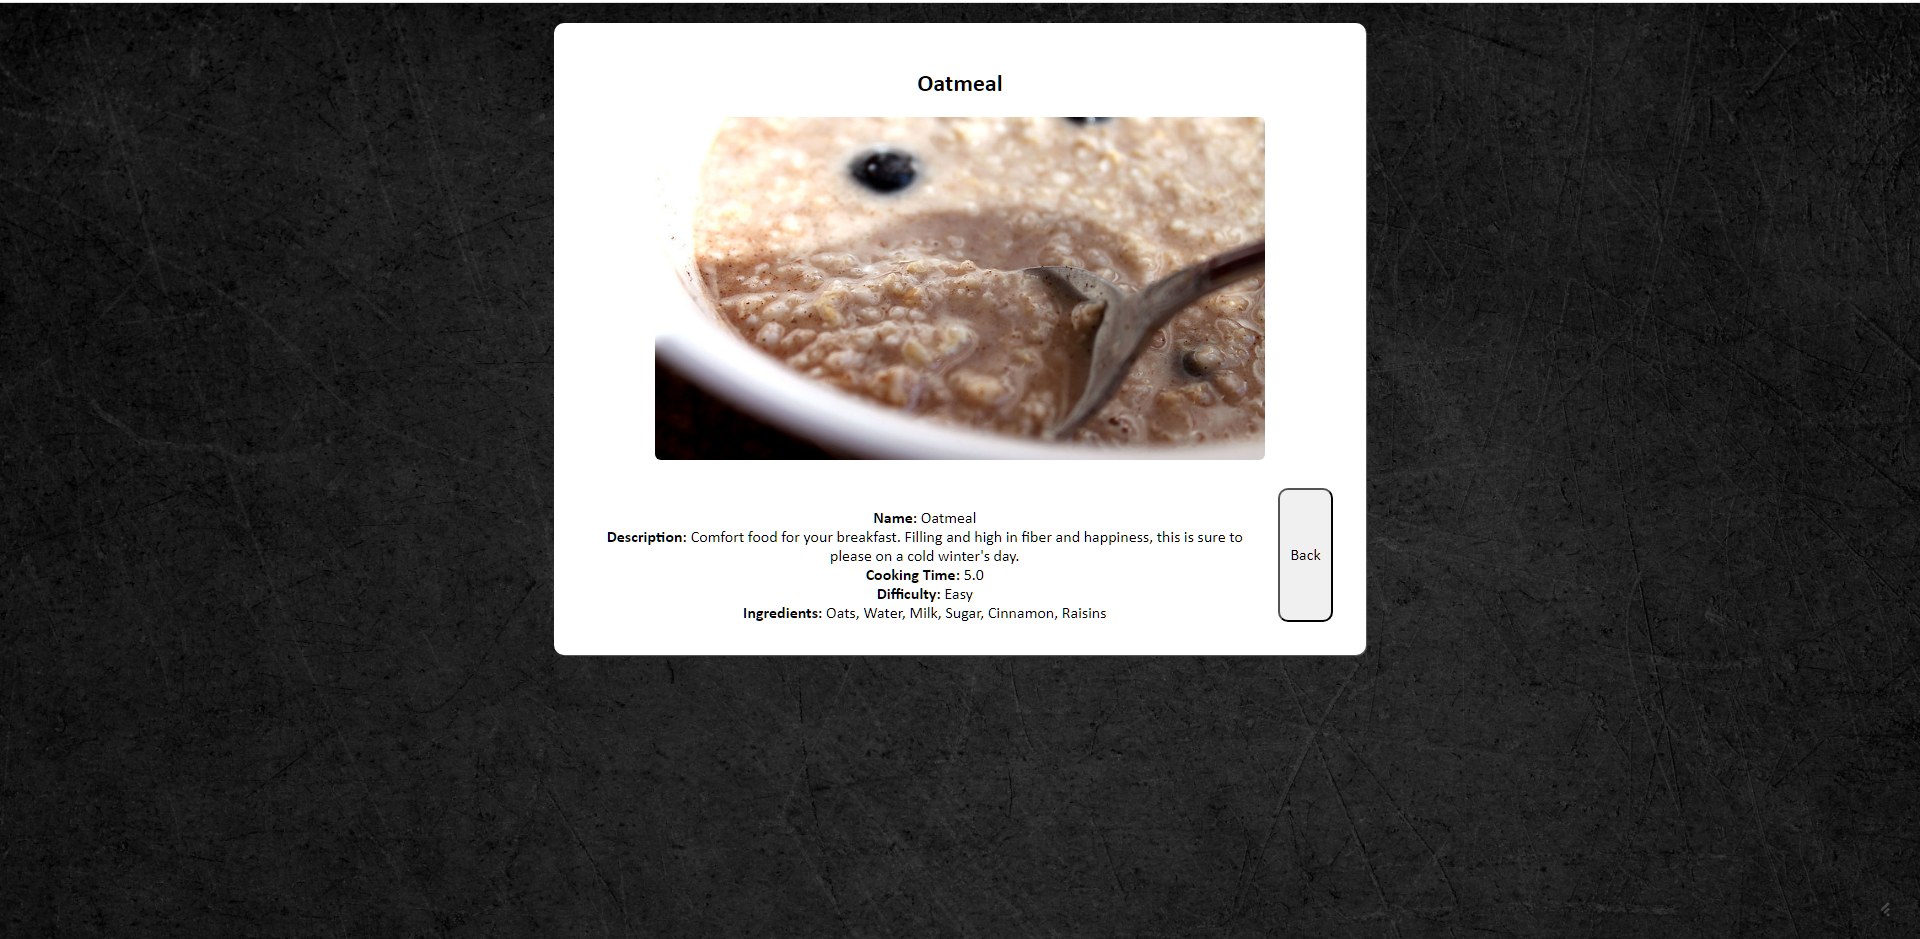 Oatmeal
Name: Oatmeal
Description: Comfort food for your breakfast. Filling and high in fiber and happiness, this is sure to
please on a cold winter's day.
Cooking Time: 5.0
Difficulty: Easy
Ingredients: Oats, Water, Milk, Sugar, Cinnamon, Raisins
Back